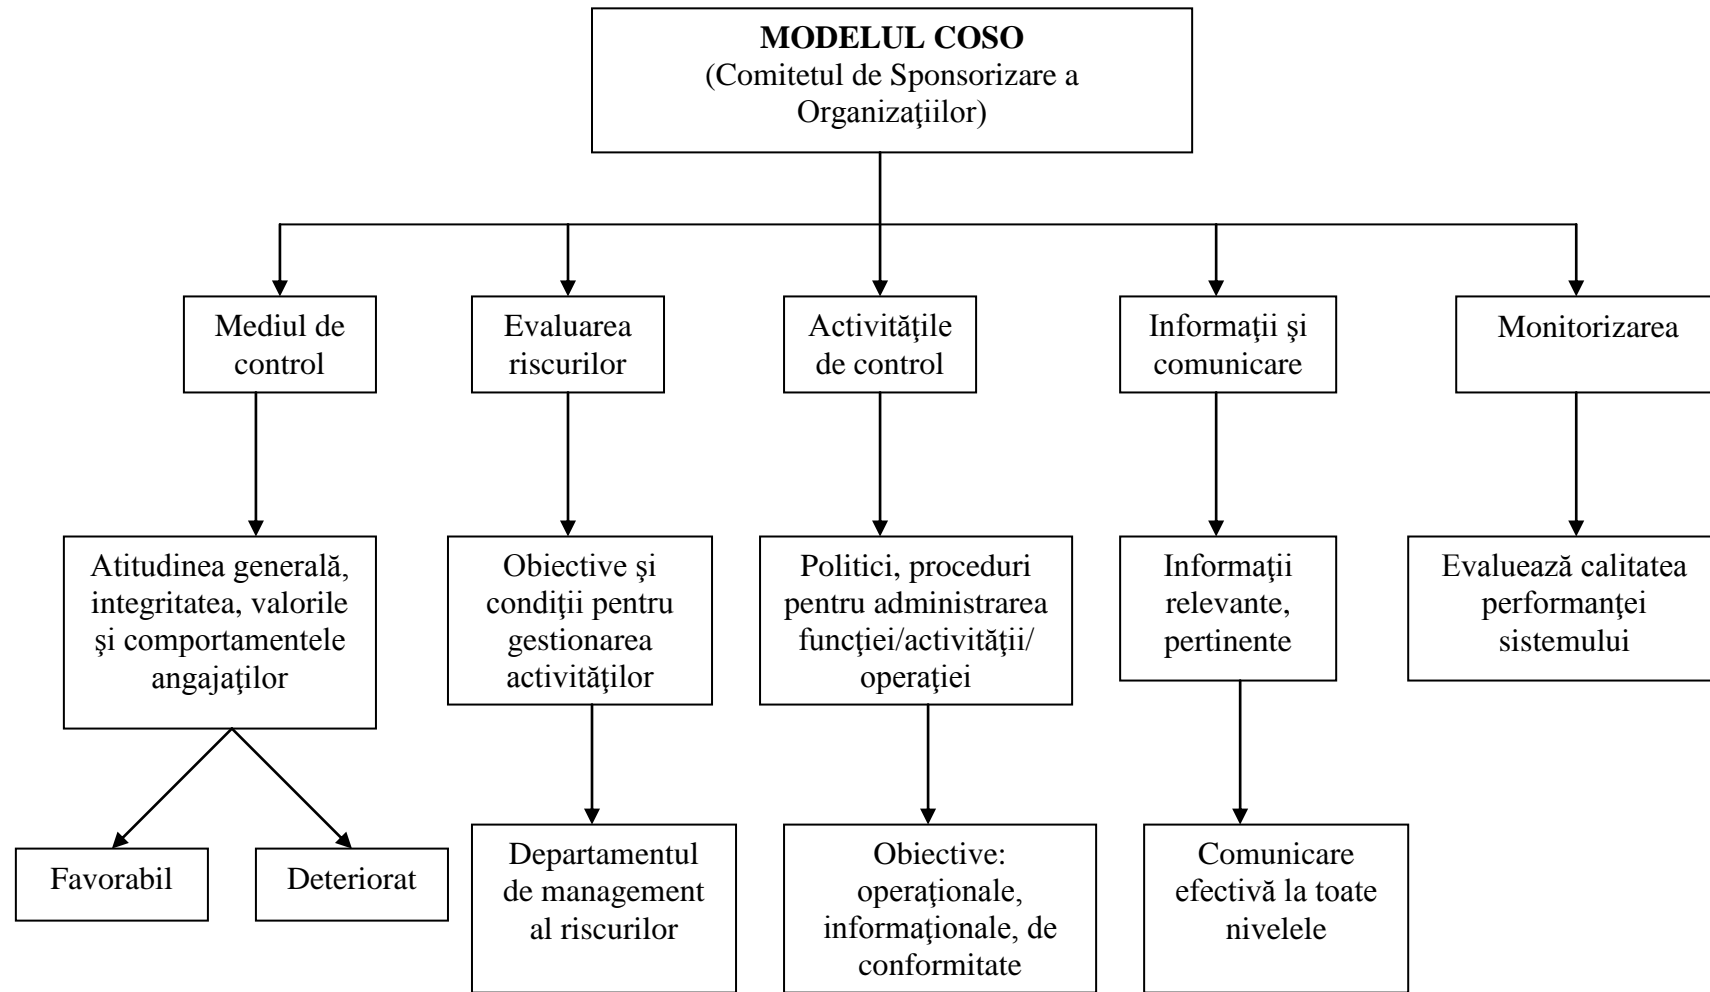 MODELUL COSO
(Comitetul de Sponsorizare a
Organizaţiilor)
Mediul de
control
Evaluarea
riscurilor
Activităţile
de control
Informaţii şi
comunicare
Monitorizarea
Atitudinea generală,
integritatea, valorile
şi comportamentele
angajaţilor
Obiective şi
condiţii pentru
gestionarea
activităţilor
Politici, proceduri
pentru administrarea
funcţiei/activităţii/
operaţiei
Informaţii
relevante,
pertinente
Evaluează calitatea
performanţei
sistemului
Favorabil
Deteriorat
Departamentul
de management
al riscurilor
Obiective:
operaţionale,
informaţionale, de
conformitate
Comunicare
efectivă la toate
nivelele